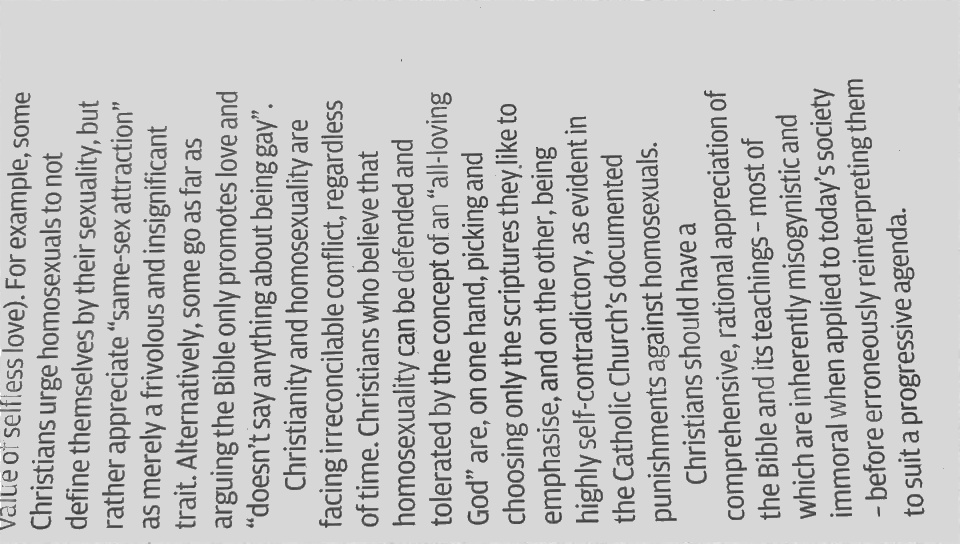 value of selfless love). For example, some
Christians urge homosexuals to not
define themselves by their sexuality, but
rather appreciate “same-sex attraction”
as merely a frivolous and insignificant
trait. Alternatively, some go as far as
arguing the Bible only promotes love and
“doesn’t say anything about being gay”.
Christianity and homosexuality are
facing irreconcilable conflict, regardless
of time. Christians who believe that
homosexuality can be defended and
tolerated by the concept of an “all-loving
God” are, on one hand, picking and
choosing only the scriptures they like to
emphasise, and on the other, being
highly self-contradictory, as evident in
the Catholic Church’s documented
punishments against homosexuals.
Christians should have a
comprehensive, rational appreciation of
the Bible and its teachings – most of
which are inherently misogynistic and
immoral when applied to today’s society
– before erroneously reinterpreting them
to suit a progressive agenda.